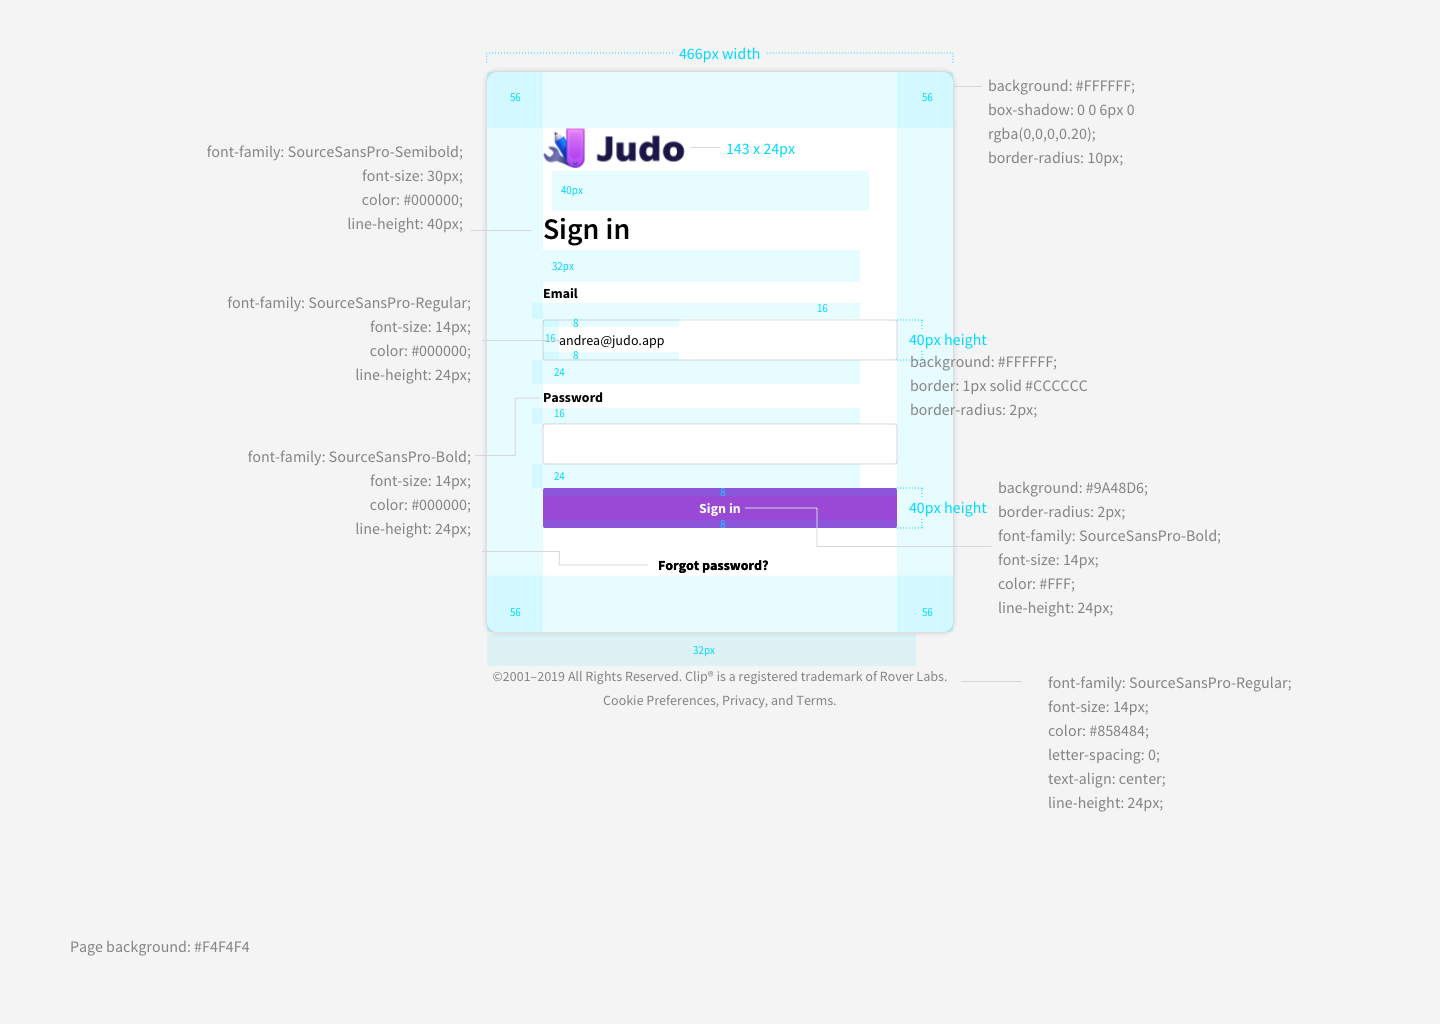 466px width
56
56
background: #FFFFFF;
box-shadow: 0 0 6px 0
rgba(0,0,0,0.20);
border-radius: 10px;
Judo
143 x 24px
font-family: SourceSansPro-Semibold;
font-size: 30px;
color: #000000;
line-height: 40px;
40px
Sign in
32px
Email
16
font-family: SourceSansPro-Regular;
font-size: 14px;
color: #000000;
line-height: 24px;
8
16
andrea@judo.app
8
40px height
background: #FFFFFF;
border: 1px solid #CCCCCC
border-radius: 2px;
24
Password
16
font-family: SourceSansPro-Bold;
font-size: 14px;
color: #000000;
line-height: 24px;
24
8
Sign in
8
40px height
background: #9A48D6;
border-radius: 2px;
font-family: SourceSansPro-Bold;
font-size: 14px;
color: #FFF;
line-height: 24px;
Forgot password?
56
56
32px
©2001–2019 All Rights Reserved. Clip® is a registered trademark of Rover Labs.
Cookie Preferences, Privacy, and Terms.
font-family: SourceSansPro-Regular;
font-size: 14px;
color: #858484;
letter-spacing: 0;
text-align: center;
line-height: 24px;
Page background: #F4F4F4